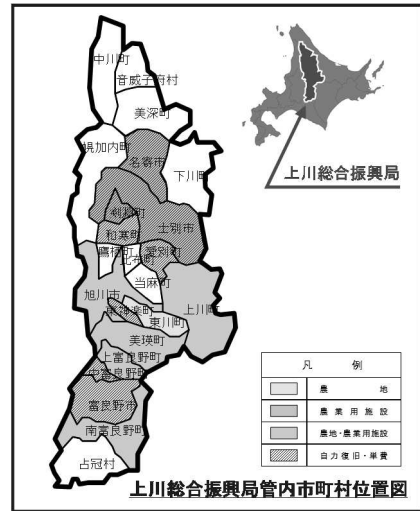 中川町
音威子府村
美深町
幌加内町
名寄市
下川町
剣淵町
士別市
和寒町
鷹栖町
比布町
愛別町
当麻町
旭川市
東神楽町
東川町
上川町
美瑛町
上富良野町
中富良野町
富良野市
南富良野町
占冠村
上川総合振興局
凡 例
農 地
農業用施設
農地・農業用施設
自力復旧・単費
上川総合振興局管内市町村位置図